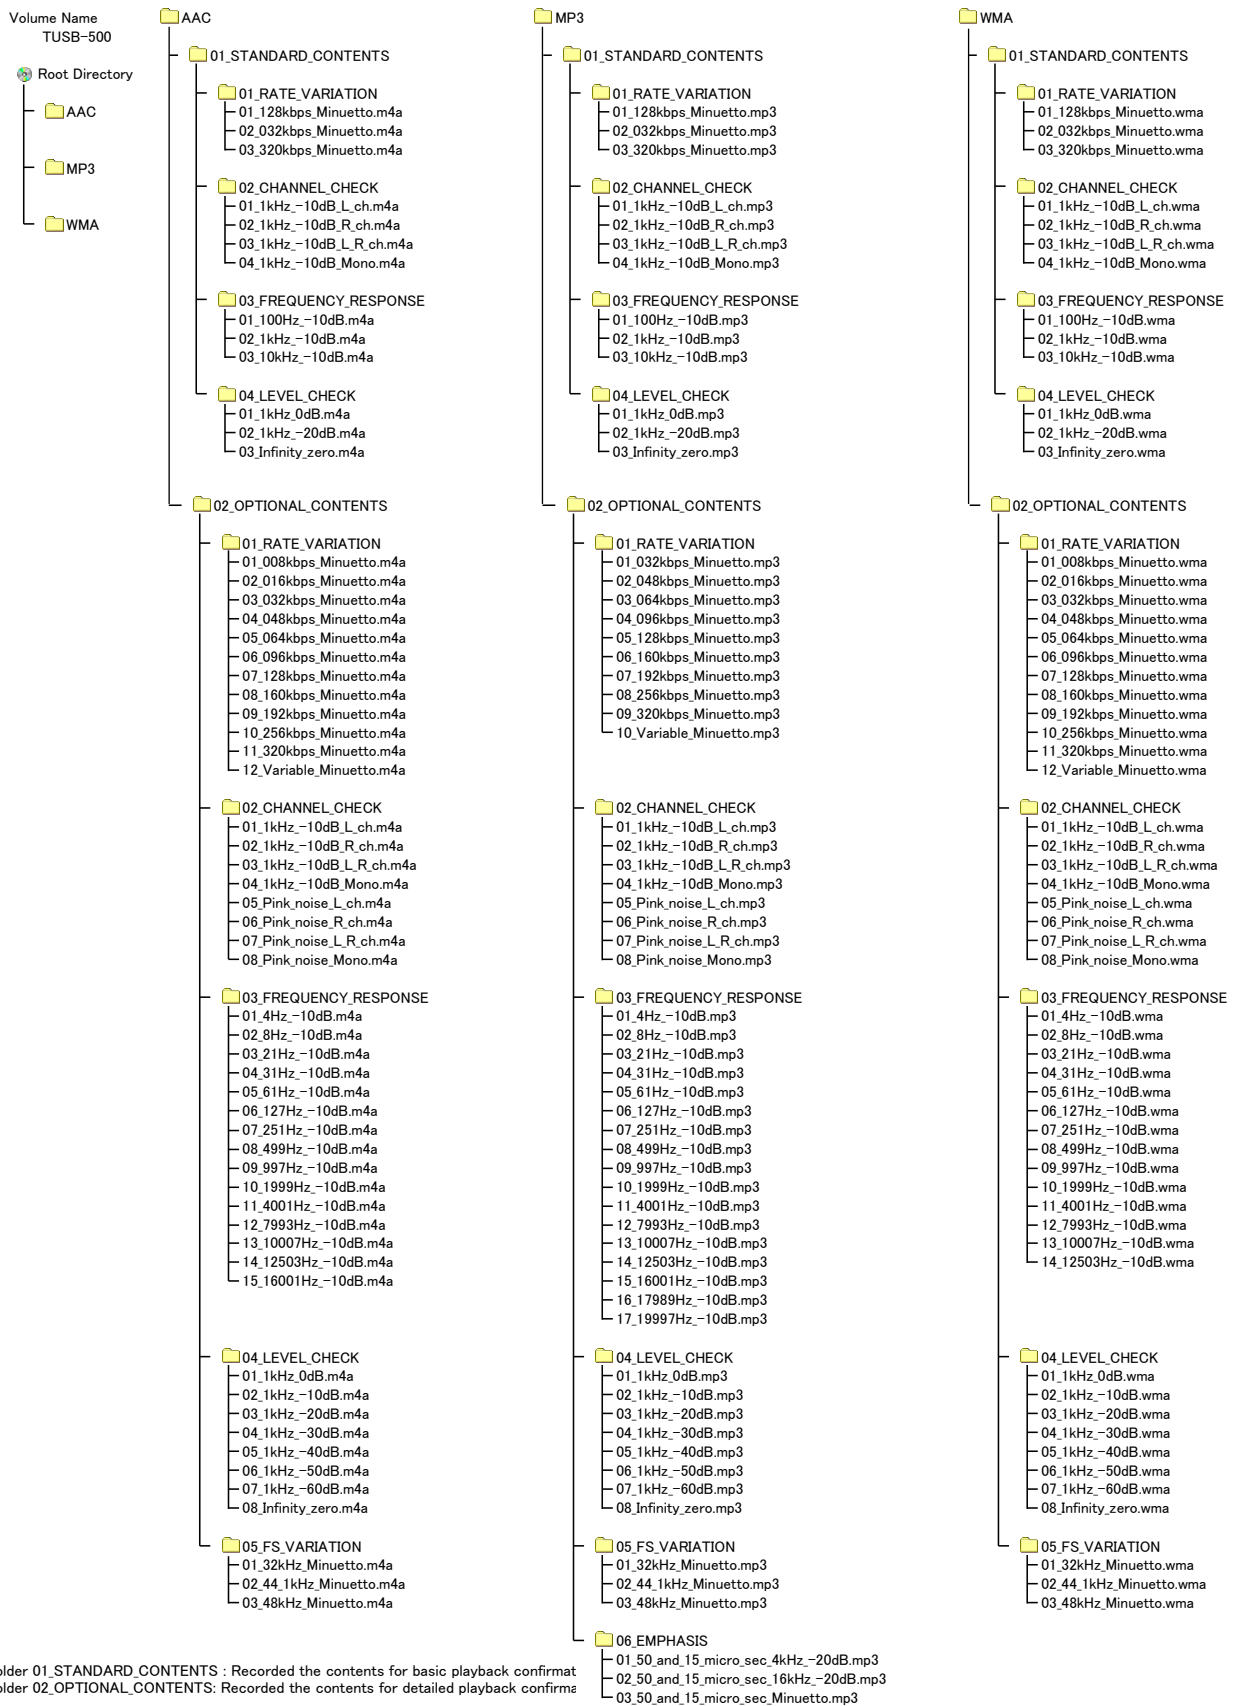 Volume Name
TUSB-500
Root Directory
AAC
MP3
WMA
AAC
01_STANDARD_CONTENTS
01_RATE_VARIATION
01_128kbps_Minuetto.m4a
02_032kbps_Minuetto.m4a
03_320kbps_Minuetto.m4a
02_CHANNEL_CHECK
01_1kHz_-10dB_L_ch.m4a
02_1kHz_-10dB_R_ch.m4a
03_1kHz_-10dB_L_R_ch.m4a
04_1kHz_-10dB_Mono.m4a
03_FREQUENCY_RESPONSE
01_100Hz_-10dB.m4a
02_1kHz_-10dB.m4a
03_10kHz_-10dB.m4a
04_LEVEL_CHECK
01_1kHz_0dB.m4a
02_1kHz_-20dB.m4a
03_Infinity_zero.m4a
02_OPTIONAL_CONTENTS
01_RATE_VARIATION
01_008kbps_Minuetto.m4a
02_016kbps_Minuetto.m4a
03_032kbps_Minuetto.m4a
04_048kbps_Minuetto.m4a
05_064kbps_Minuetto.m4a
06_096kbps_Minuetto.m4a
07_128kbps_Minuetto.m4a
08_160kbps_Minuetto.m4a
09_192kbps_Minuetto.m4a
10_256kbps_Minuetto.m4a
11_320kbps_Minuetto.m4a
12_Variable_Minuetto.m4a
02_CHANNEL_CHECK
01_1kHz_-10dB_L_ch.m4a
02_1kHz_-10dB_R_ch.m4a
03_1kHz_-10dB_L_R_ch.m4a
04_1kHz_-10dB_Mono.m4a
05_Pink_noise_L_ch.m4a
06_Pink_noise_R_ch.m4a
07_Pink_noise_L_R_ch.m4a
08_Pink_noise_Mono.m4a
03_FREQUENCY_RESPONSE
01_4Hz_-10dB.m4a
02_8Hz_-10dB.m4a
03_21Hz_-10dB.m4a
04_31Hz_-10dB.m4a
05_61Hz_-10dB.m4a
06_127Hz_-10dB.m4a
07_251Hz_-10dB.m4a
08_499Hz_-10dB.m4a
09_997Hz_-10dB.m4a
10_1999Hz_-10dB.m4a
11_4001Hz_-10dB.m4a
12_7993Hz_-10dB.m4a
13_10007Hz_-10dB.m4a
14_12503Hz_-10dB.m4a
15_16001Hz_-10dB.m4a
04_LEVEL_CHECK
01_1kHz_0dB.m4a
02_1kHz_-10dB.m4a
03_1kHz_-20dB.m4a
04_1kHz_-30dB.m4a
05_1kHz_-40dB.m4a
06_1kHz_-50dB.m4a
07_1kHz_-60dB.m4a
08_Infinity_zero.m4a
05_FS_VARIATION
01_32kHz_Minuetto.m4a
02_44_1kHz_Minuetto.m4a
03_48kHz_Minuetto.m4a
MP3
01_STANDARD_CONTENTS
01_RATE_VARIATION
01_128kbps_Minuetto.mp3
02_032kbps_Minuetto.mp3
03_320kbps_Minuetto.mp3
02_CHANNEL_CHECK
01_1kHz_-10dB_L_ch.mp3
02_1kHz_-10dB_R_ch.mp3
03_1kHz_-10dB_L_R_ch.mp3
04_1kHz_-10dB_Mono.mp3
03_FREQUENCY_RESPONSE
01_100Hz_-10dB.mp3
02_1kHz_-10dB.mp3
03_10kHz_-10dB.mp3
04_LEVEL_CHECK
01_1kHz_0dB.mp3
02_1kHz_-20dB.mp3
03_Infinity_zero.mp3
02_OPTIONAL_CONTENTS
01_RATE_VARIATION
01_032kbps_Minuetto.mp3
02_048kbps_Minuetto.mp3
03_064kbps_Minuetto.mp3
04_096kbps_Minuetto.mp3
05_128kbps_Minuetto.mp3
06_160kbps_Minuetto.mp3
07_192kbps_Minuetto.mp3
08_256kbps_Minuetto.mp3
09_320kbps_Minuetto.mp3
10_Variable_Minuetto.mp3
02_CHANNEL_CHECK
01_1kHz_-10dB_L_ch.mp3
02_1kHz_-10dB_R_ch.mp3
03_1kHz_-10dB_L_R_ch.mp3
04_1kHz_-10dB_Mono.mp3
05_Pink_noise_L_ch.mp3
06_Pink_noise_R_ch.mp3
07_Pink_noise_L_R_ch.mp3
08_Pink_noise_Mono.mp3
03_FREQUENCY_RESPONSE
01_4Hz_-10dB.mp3
02_8Hz_-10dB.mp3
03_21Hz_-10dB.mp3
04_31Hz_-10dB.mp3
05_61Hz_-10dB.mp3
06_127Hz_-10dB.mp3
07_251Hz_-10dB.mp3
08_499Hz_-10dB.mp3
09_997Hz_-10dB.mp3
10_1999Hz_-10dB.mp3
11_4001Hz_-10dB.mp3
12_7993Hz_-10dB.mp3
13_10007Hz_-10dB.mp3
14_12503Hz_-10dB.mp3
15_16001Hz_-10dB.mp3
16_17989Hz_-10dB.mp3
17_19997Hz_-10dB.mp3
04_LEVEL_CHECK
01_1kHz_0dB.mp3
02_1kHz_-10dB.mp3
03_1kHz_-20dB.mp3
04_1kHz_-30dB.mp3
05_1kHz_-40dB.mp3
06_1kHz_-50dB.mp3
07_1kHz_-60dB.mp3
08_Infinity_zero.mp3
05_FS_VARIATION
01_32kHz_Minuetto.mp3
02_44_1kHz_Minuetto.mp3
03_48kHz_Minuetto.mp3
06_EMPHASIS
01_50_and_15_micro_sec_4kHz_-20dB.mp3
02_50_and_15_micro_sec_16kHz_-20dB.mp3
03_50_and_15_micro_sec_Minuetto.mp3
WMA
01_STANDARD_CONTENTS
01_RATE_VARIATION
01_128kbps_Minuetto.wma
02_032kbps_Minuetto.wma
03_320kbps_Minuetto.wma
02_CHANNEL_CHECK
01_1kHz_-10dB_L_ch.wma
02_1kHz_-10dB_R_ch.wma
03_1kHz_-10dB_L_R_ch.wma
04_1kHz_-10dB_Mono.wma
03_FREQUENCY_RESPONSE
01_100Hz_-10dB.wma
02_1kHz_-10dB.wma
03_10kHz_-10dB.wma
04_LEVEL_CHECK
01_1kHz_0dB.wma
02_1kHz_-20dB.wma
03_Infinity_zero.wma
02_OPTIONAL_CONTENTS
01_RATE_VARIATION
01_008kbps_Minuetto.wma
02_016kbps_Minuetto.wma
03_032kbps_Minuetto.wma
04_048kbps_Minuetto.wma
05_064kbps_Minuetto.wma
06_096kbps_Minuetto.wma
07_128kbps_Minuetto.wma
08_160kbps_Minuetto.wma
09_192kbps_Minuetto.wma
10_256kbps_Minuetto.wma
11_320kbps_Minuetto.wma
12_Variable_Minuetto.wma
02_CHANNEL_CHECK
01_1kHz_-10dB_L_ch.wma
02_1kHz_-10dB_R_ch.wma
03_1kHz_-10dB_L_R_ch.wma
04_1kHz_-10dB_Mono.wma
05_Pink_noise_L_ch.wma
06_Pink_noise_R_ch.wma
07_Pink_noise_L_R_ch.wma
08_Pink_noise_Mono.wma
03_FREQUENCY_RESPONSE
01_4Hz_-10dB.wma
02_8Hz_-10dB.wma
03_21Hz_-10dB.wma
04_31Hz_-10dB.wma
05_61Hz_-10dB.wma
06_127Hz_-10dB.wma
07_251Hz_-10dB.wma
08_499Hz_-10dB.wma
09_997Hz_-10dB.wma
10_1999Hz_-10dB.wma
11_4001Hz_-10dB.wma
12_7993Hz_-10dB.wma
13_10007Hz_-10dB.wma
14_12503Hz_-10dB.wma
04_LEVEL_CHECK
01_1kHz_0dB.wma
02_1kHz_-10dB.wma
03_1kHz_-20dB.wma
04_1kHz_-30dB.wma
05_1kHz_-40dB.wma
06_1kHz_-50dB.wma
07_1kHz_-60dB.wma
08_Infinity_zero.wma
05_FS_VARIATION
01_32kHz_Minuetto.wma
02_44_1kHz_Minuetto.wma
03_48kHz_Minuetto.wma
older 01_STANDARD_CONTENTS : Recorded the contents for basic playback confirmat
older 02_OPTIONAL_CONTENTS: Recorded the contents for detailed playback confirma